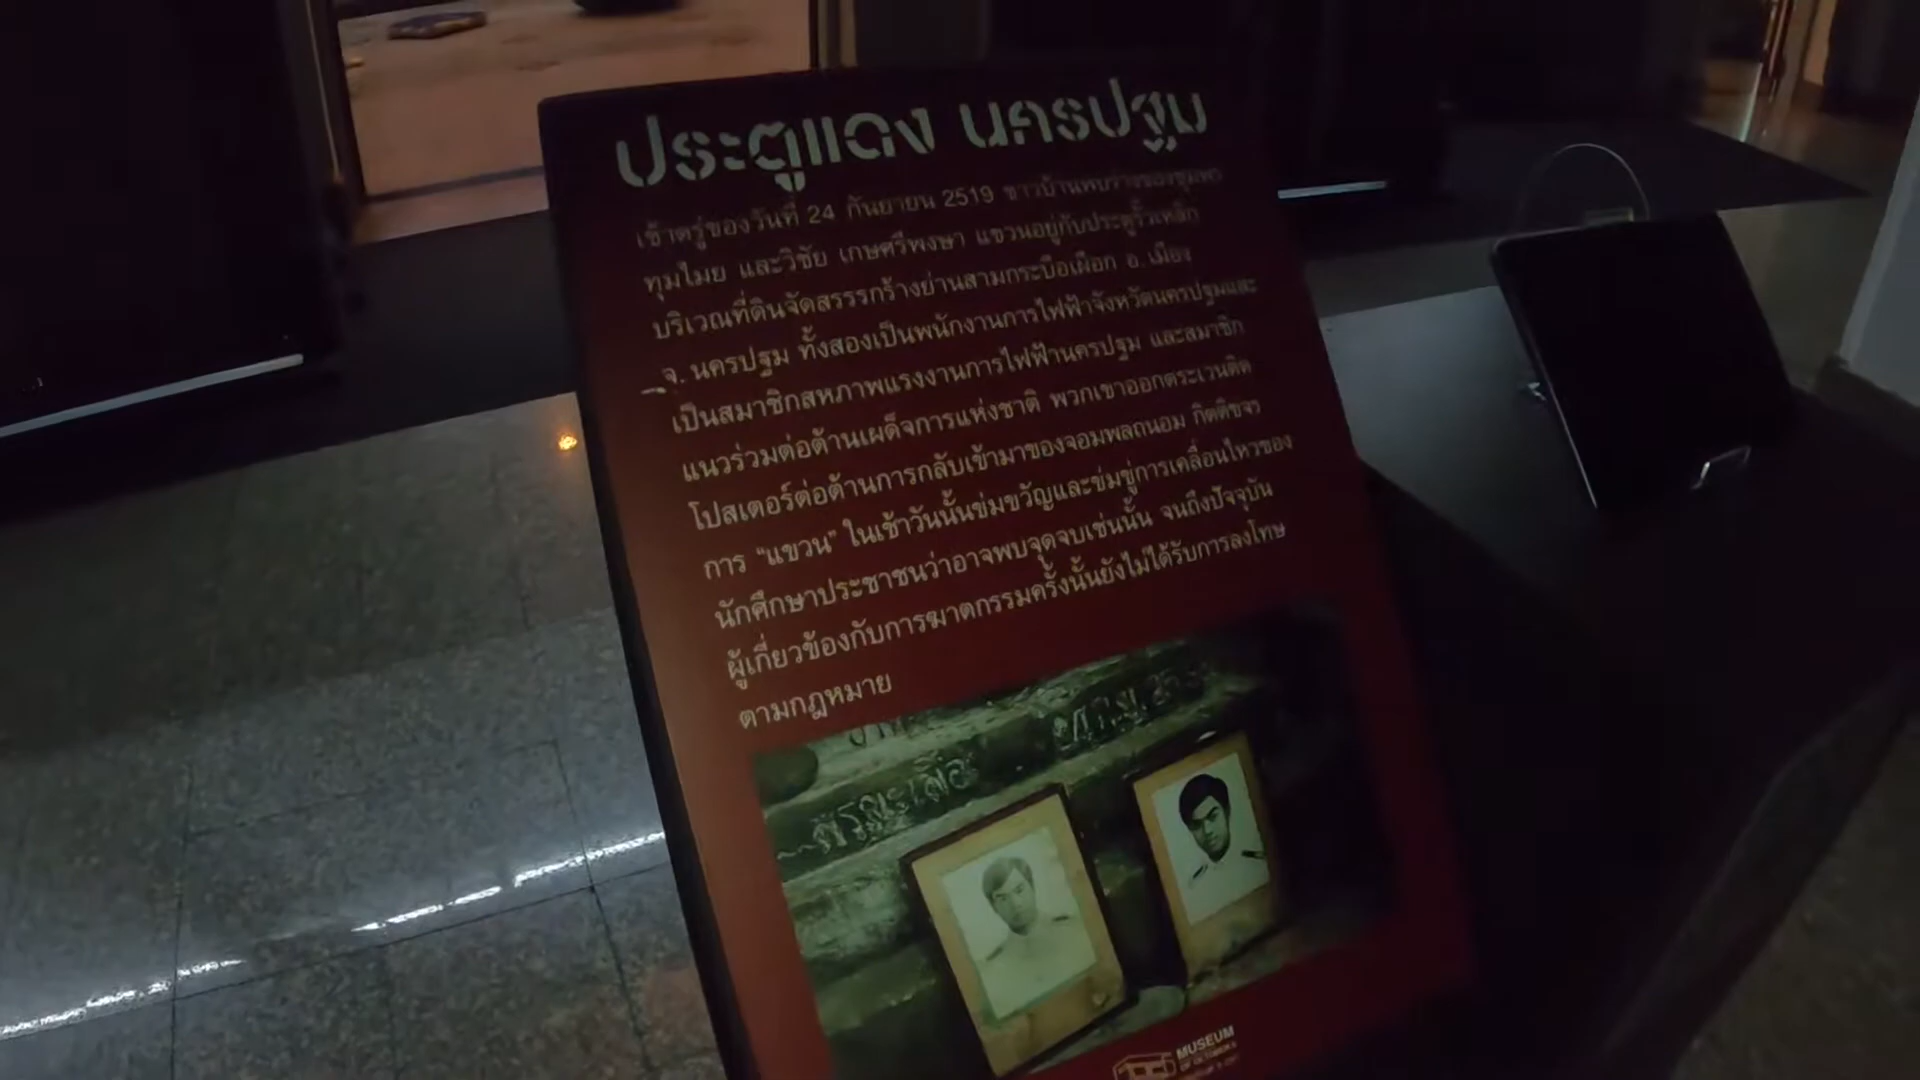 ประตูแดง นครปฐม
เช้าตรู่ของวันที่ 24 กันยายน 2519 ชาวบ้านพบร่างของชุมพร
ทุมไมย และวิชัย เกษศรีพงษา แขวนอยู่กับประตูรั้วเหล็ก
บริเวณที่ดินจัดสรรรกร้างย่านสามกระบือเผือก อ.เมือง
จ.นครปฐม ทั้งสองเป็นพนักงานการไฟฟ้าจังหวัดนครปฐมและ
เป็นสมาชิกสหภาพแรงงานการไฟฟ้านครปฐม และสมาชิก
แนวร่วมต่อต้านเผด็จการแห่งชาติ พวกเขาออกตระเวนติด
โปสเตอร์ต่อต้านการกลับเข้ามาของจอมพลถนอม กิตติขจร
การ “แขวน” ในเช้าวันนั้นข่มขวัญและข่มขู่การเคลื่อนไหวของ
นักศึกษาประชาชนว่าอาจพบจุดจบเช่นนั้น จนถึงปัจจุบัน
ผู้เกี่ยวข้องกับการฆาตกรรมครั้งนั้นยังไม่ได้รับการลงโทษ
ตามกฎหมาย
MUSEUM
OF OCTOBER 6